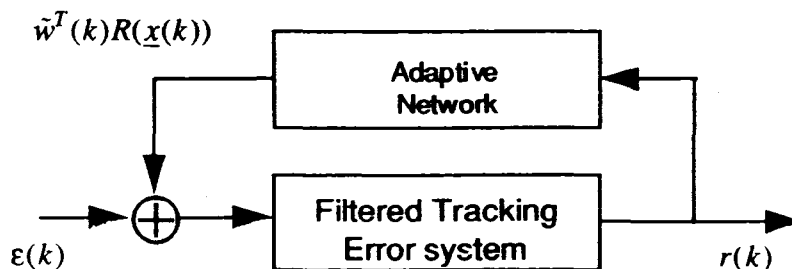 w̃ᵀ(k)R(x̲(k))
Adaptive
Network
Filtered Tracking
Error system
ε(k)
r(k)